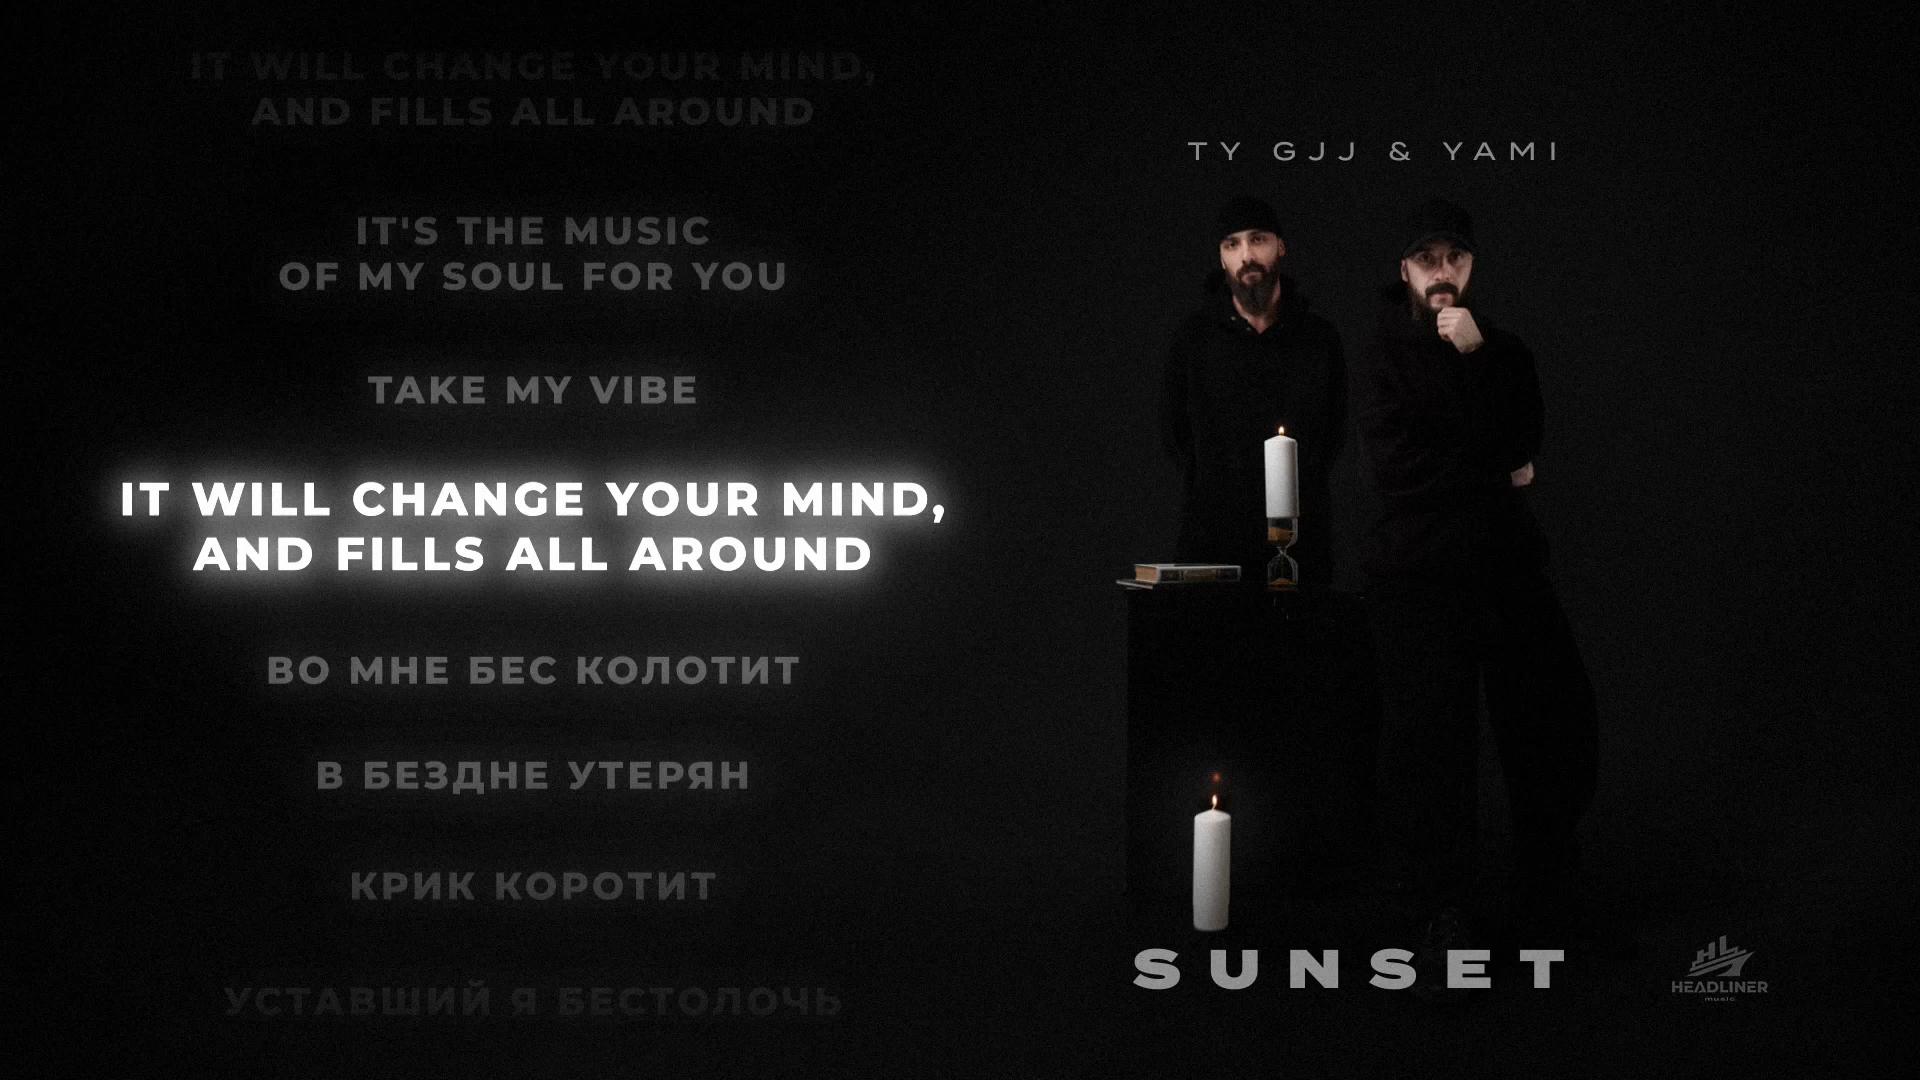 IT WILL CHANGE YOUR MIND,
AND FILLS ALL AROUND
IT'S THE MUSIC
OF MY SOUL FOR YOU
TAKE MY VIBE
IT WILL CHANGE YOUR MIND,
AND FILLS ALL AROUND
ВО МНЕ БЕС КОЛОТИТ
В БЕЗДНЕ УТЕРЯН
КРИК КОРОТИТ
УСТАВШИЙ Я БЕСТОЛОЧЬ
TY GJJ & YAMI
SUNSET
HL
HEADLINER
music